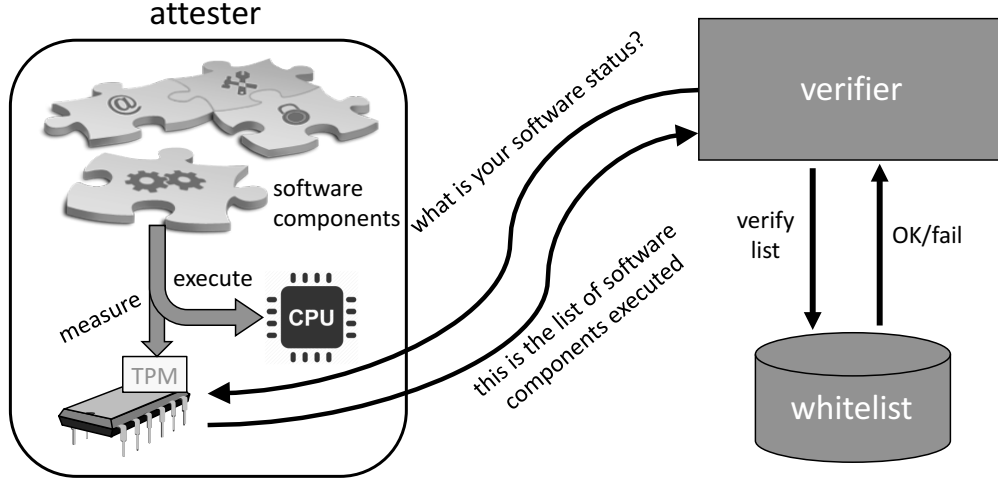 attester
verifier
what is your software status?
@
software
components
verify
list
OK/fail
execute
measure
CPU
this is the list of software
components executed
TPM
whitelist